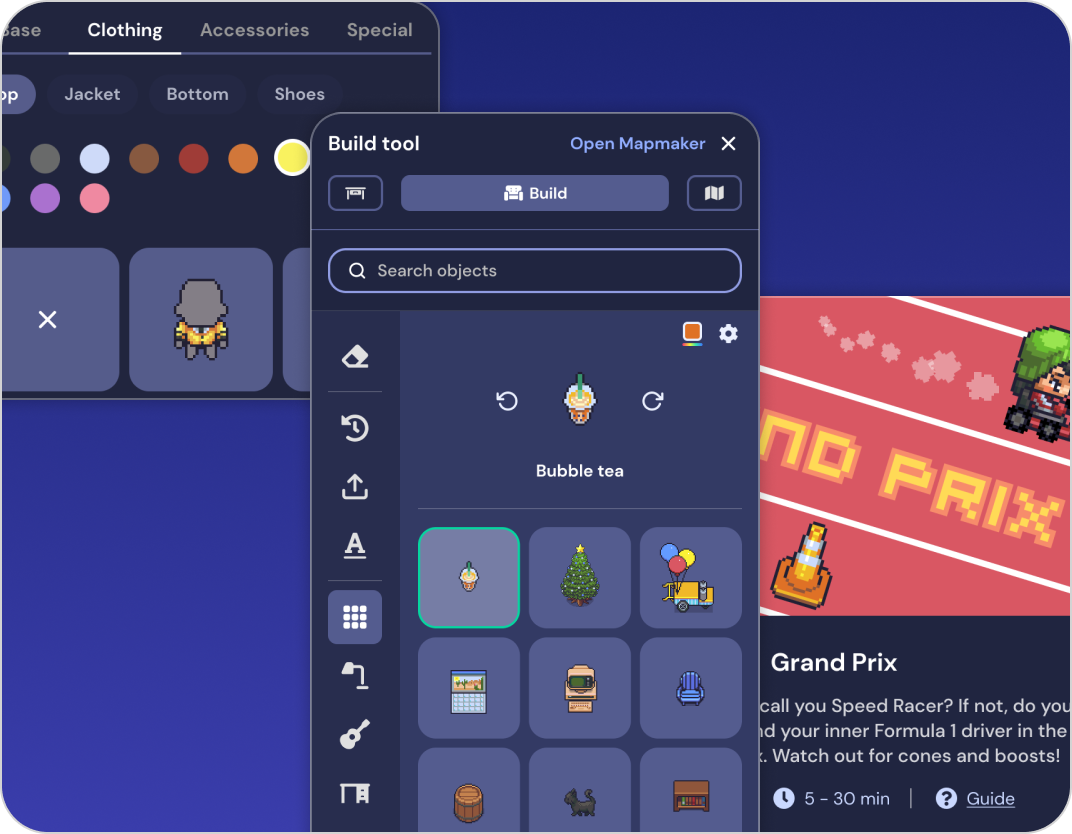 Base
Clothing
Accessories
Special
Jacket
Bottom
Shoes
Build tool
Open Mapmaker
Build
Search objects
Bubble tea
ND PRIX
Grand Prix
call you Speed Racer? If not, do you
your inner Formula 1 driver in the
. Watch out for cones and boosts!
5 - 30 min
Guide